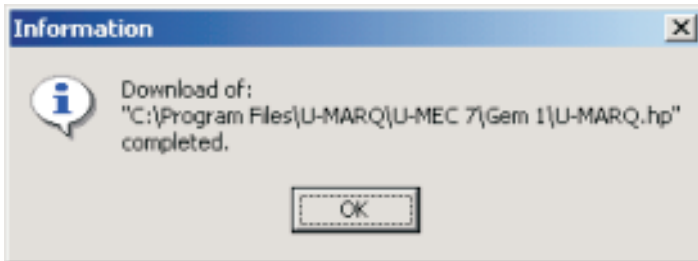 Information
Download of:
"C:\Program Files\U-MARQ\U-MEC 7\Gem 1\U-MARQ.hp"
completed.
OK